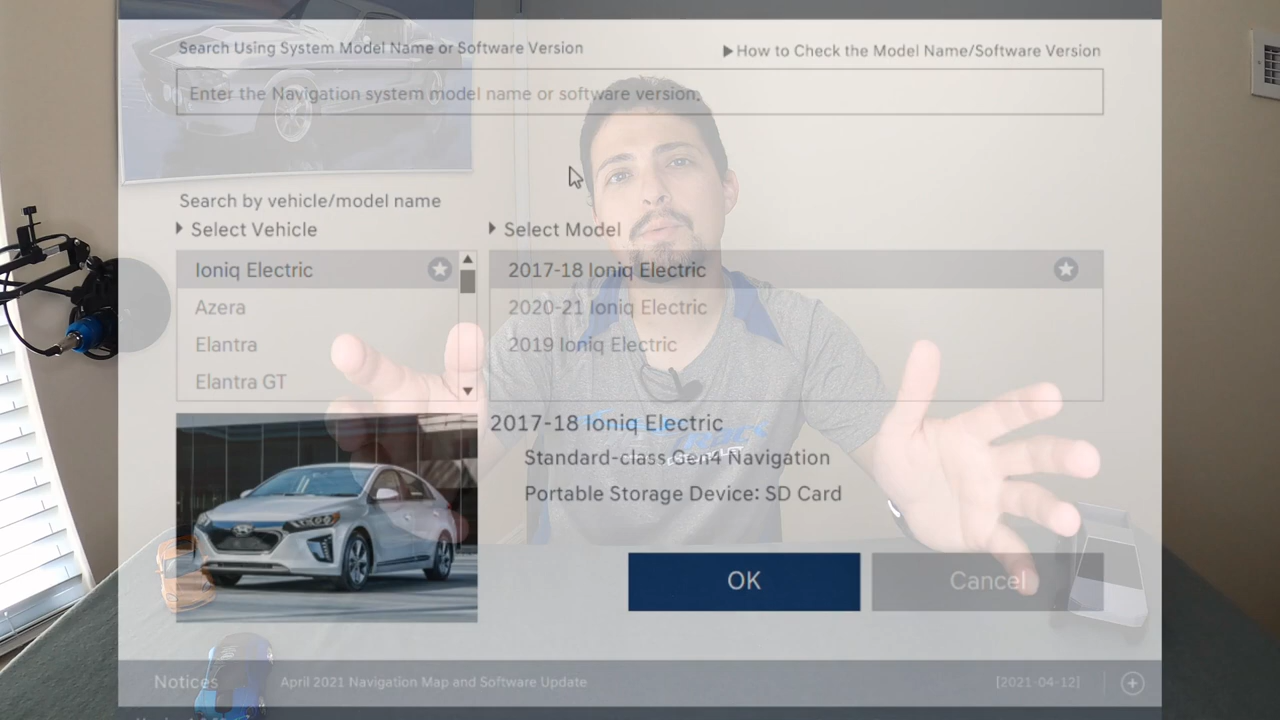 Search Using System Model Name or Software Version
▶How to Check the Model Name/Software Version
Enter the Navigation system model name or software version.
Search by vehicle/model name
Select Vehicle
Select Model
Ioniq Electric
2017-18 Ioniq Electric
Azera
2020-21 Ioniq Electric
Elantra
2019 Ioniq Electric
Elantra GT
2017-18 Ioniq Electric
Standard-class Gen4 Navigation
Portable Storage Device: SD Card
OK
Cancel
Notices
April 2021 Navigation Map and Software Update
[2021-04-12]